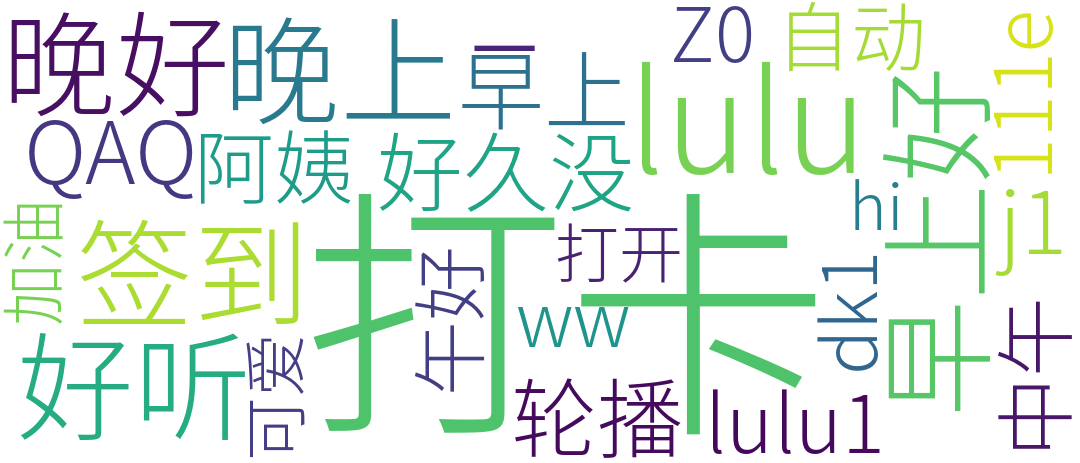 晚好
晚上
早上
lulu
Z0
自动
111e
QAQ
阿姨
好久没
上好
hi
j1
加油
签到
打卡
午好
打开
ww
dk1
早上好
中午
好听
可爱
轮播
lulu1